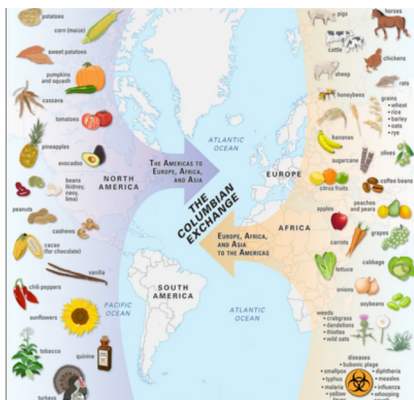 potatoes
corn (maize)
sweet potatoes
pumpkins
and squash
cassava
tomatoes
pineapples
avocados
beans
(kidney,
navy,
lima)
peanuts
cashews
cacao
(for chocolate)
vanilla
chili peppers
sunflowers
tobacco
quinine
turkeys
NORTH
AMERICA
THE AMERICAS TO
EUROPE, AFRICA,
AND ASIA
ATLANTIC
OCEAN
EUROPE
THE
COLUMBIAN
EXCHANGE
EUROPE, AFRICA,
AND ASIA
TO THE AMERICAS
AFRICA
SOUTH
AMERICA
PACIFIC
OCEAN
ATLANTIC
OCEAN
pigs
horses
cattle
chickens
sheep
rats
honeybees
grains
• wheat
• rice
• barley
• oats
• rye
bananas
sugarcane
olives
citrus fruits
coffee beans
apples
peaches
and pears
carrots
grapes
lettuce
cabbage
onions
soybeans
weeds
• crabgrass
• dandelions
• thistles
• wild oats
diseases
• bubonic plague
• smallpox
• typhus
• malaria
• yellow
• diphtheria
• measles
• influenza
• whooping